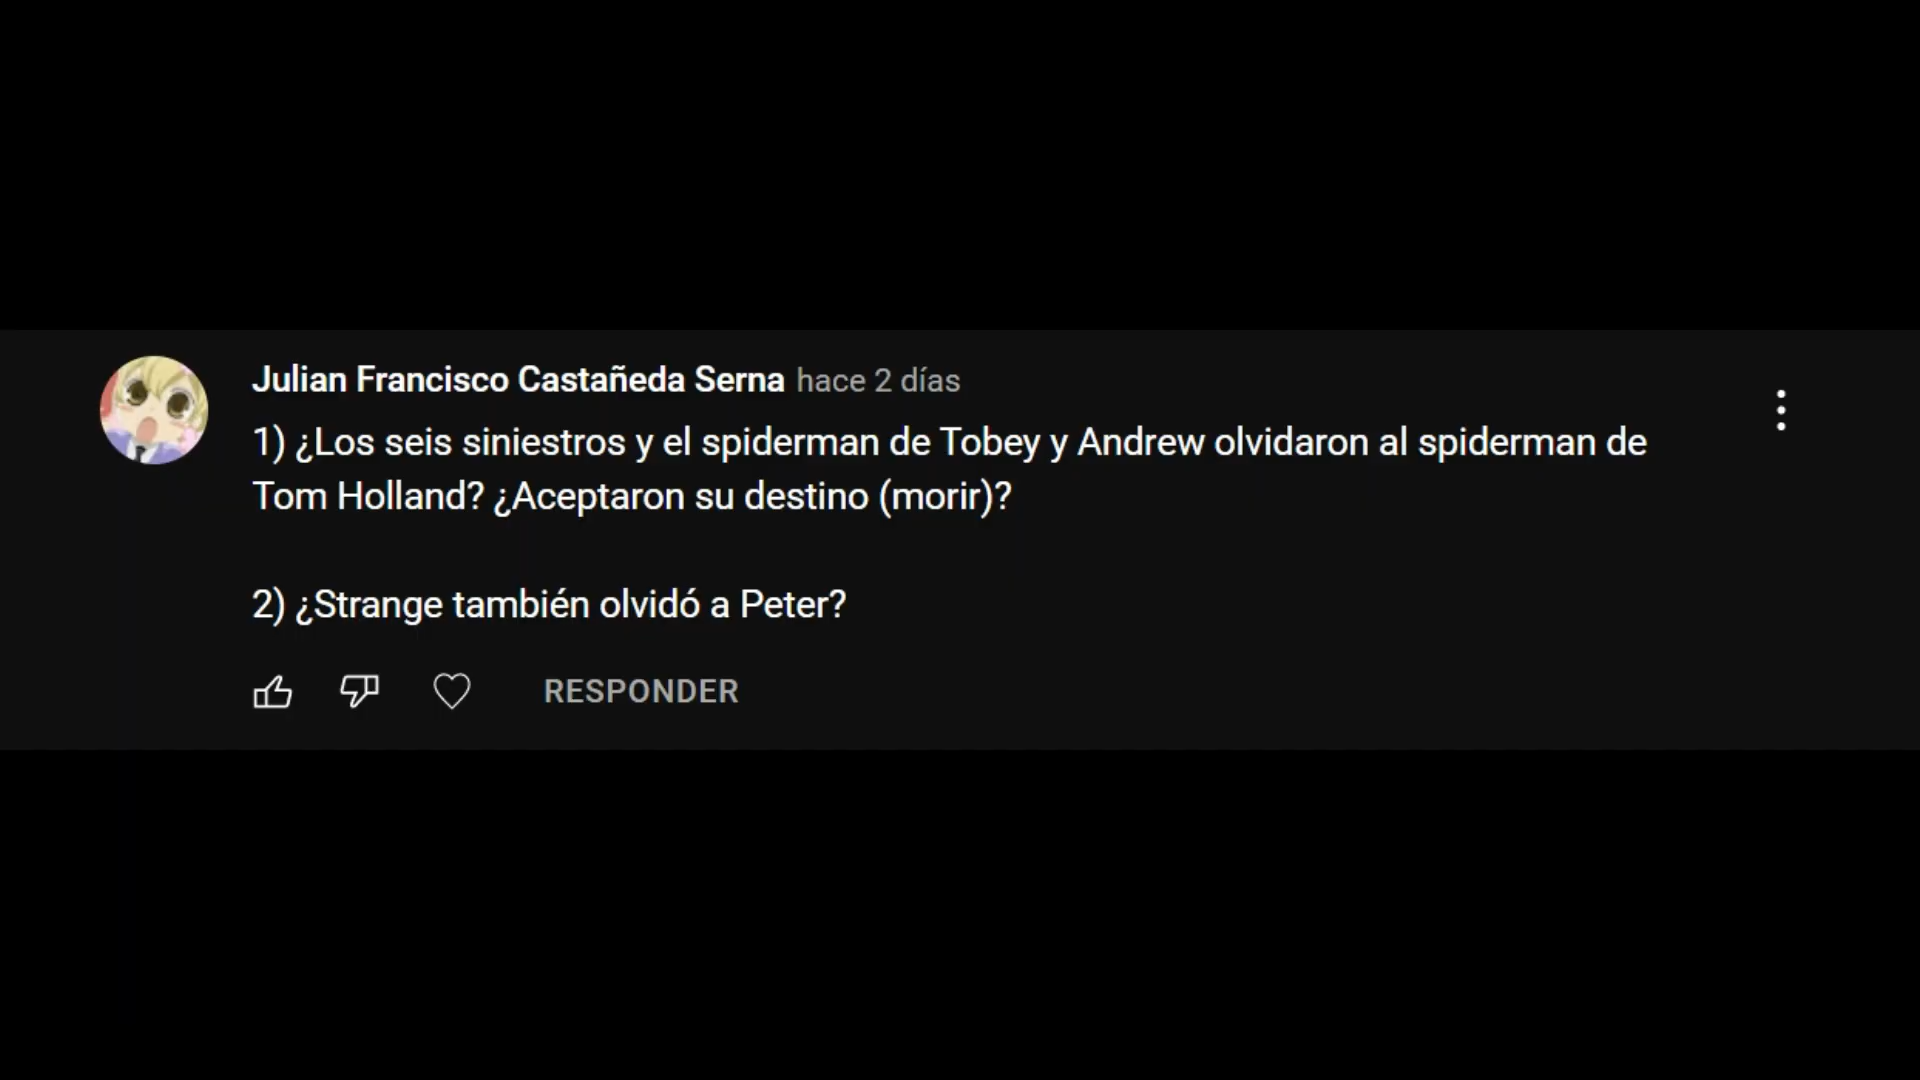 Julian Francisco Castañeda Serna hace 2 días
1) ¿Los seis siniestros y el spiderman de Tobey y Andrew olvidaron al spiderman de
Tom Holland? ¿Aceptaron su destino (morir)?
2) ¿Strange también olvidó a Peter?
RESPONDER